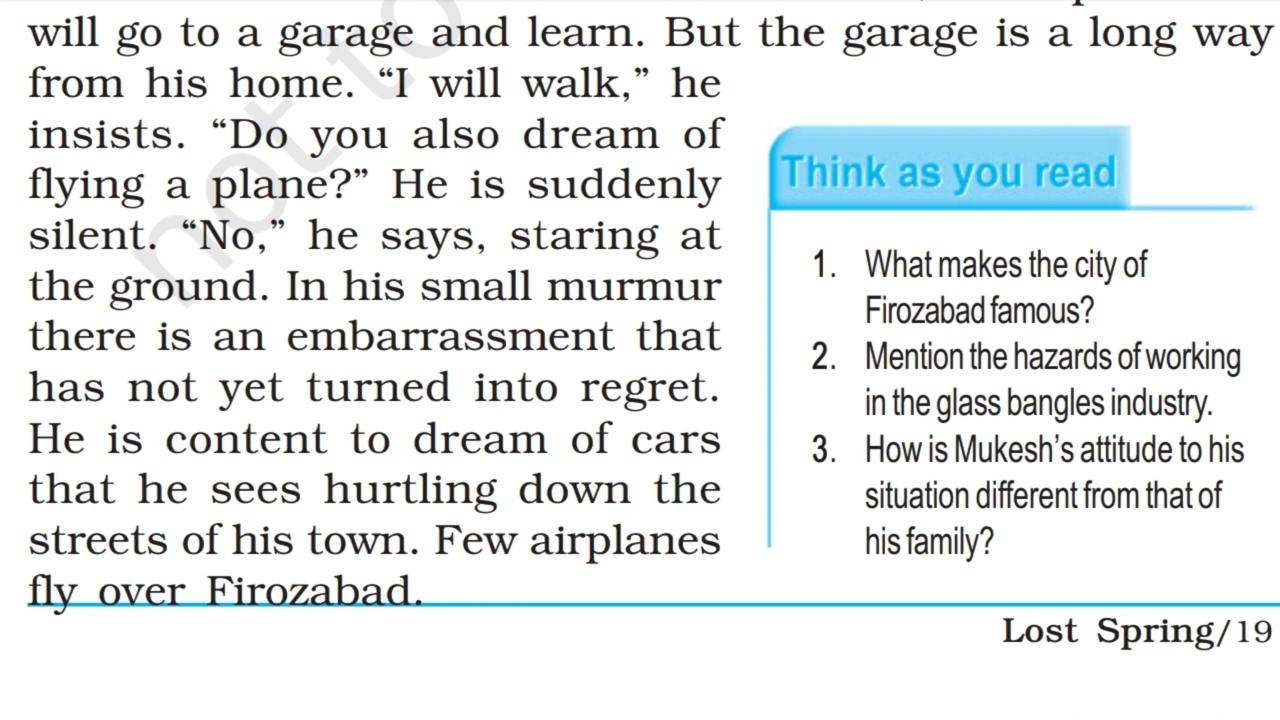 will go to a garage and learn. But the garage is a long way
from his home. “I will walk,” he
insists. “Do you also dream of
flying a plane?” He is suddenly
silent. “No,” he says, staring at
the ground. In his small murmur
there is an embarrassment that
has not yet turned into regret.
He is content to dream of cars
that he sees hurtling down the
streets of his town. Few airplanes
fly over Firozabad.
Think as you read
1. What makes the city of
Firozabad famous?
2. Mention the hazards of working
in the glass bangles industry.
3. How is Mukesh’s attitude to his
situation different from that of
his family?
Lost Spring/19
not to